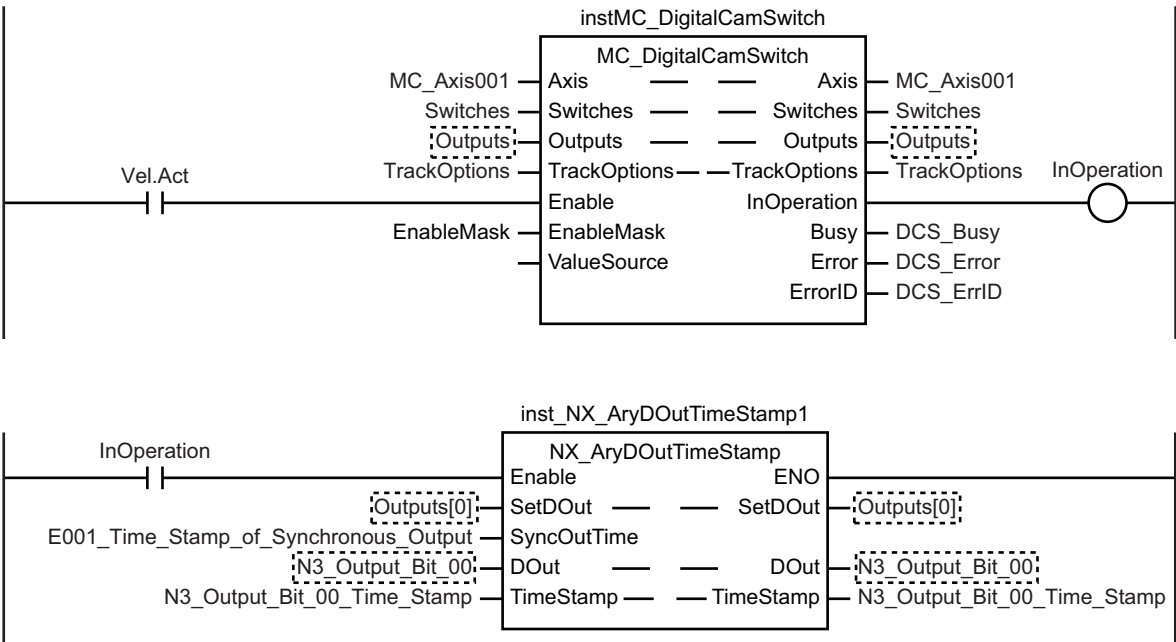 instMC_DigitalCamSwitch
MC_DigitalCamSwitch
MC_Axis001 Axis Axis MC_Axis001
Switches Switches Switches Switches
Outputs Outputs Outputs Outputs
TrackOptions TrackOptions TrackOptions TrackOptions
Vel.Act Enable InOperation InOperation
EnableMask EnableMask Busy DCS_Busy
ValueSource Error DCS_Error
ErrorID DCS_ErrID
inst_NX_AryDOutTimeStamp1
NX_AryDOutTimeStamp
InOperation Enable ENO
Outputs[0] SetDOut SetDOut Outputs[0]
E001_Time_Stamp_of_Synchronous_Output SyncOutTime
N3_Output_Bit_00 DOut DOut N3_Output_Bit_00
N3_Output_Bit_00_Time_Stamp TimeStamp TimeStamp N3_Output_Bit_00_Time_Stamp